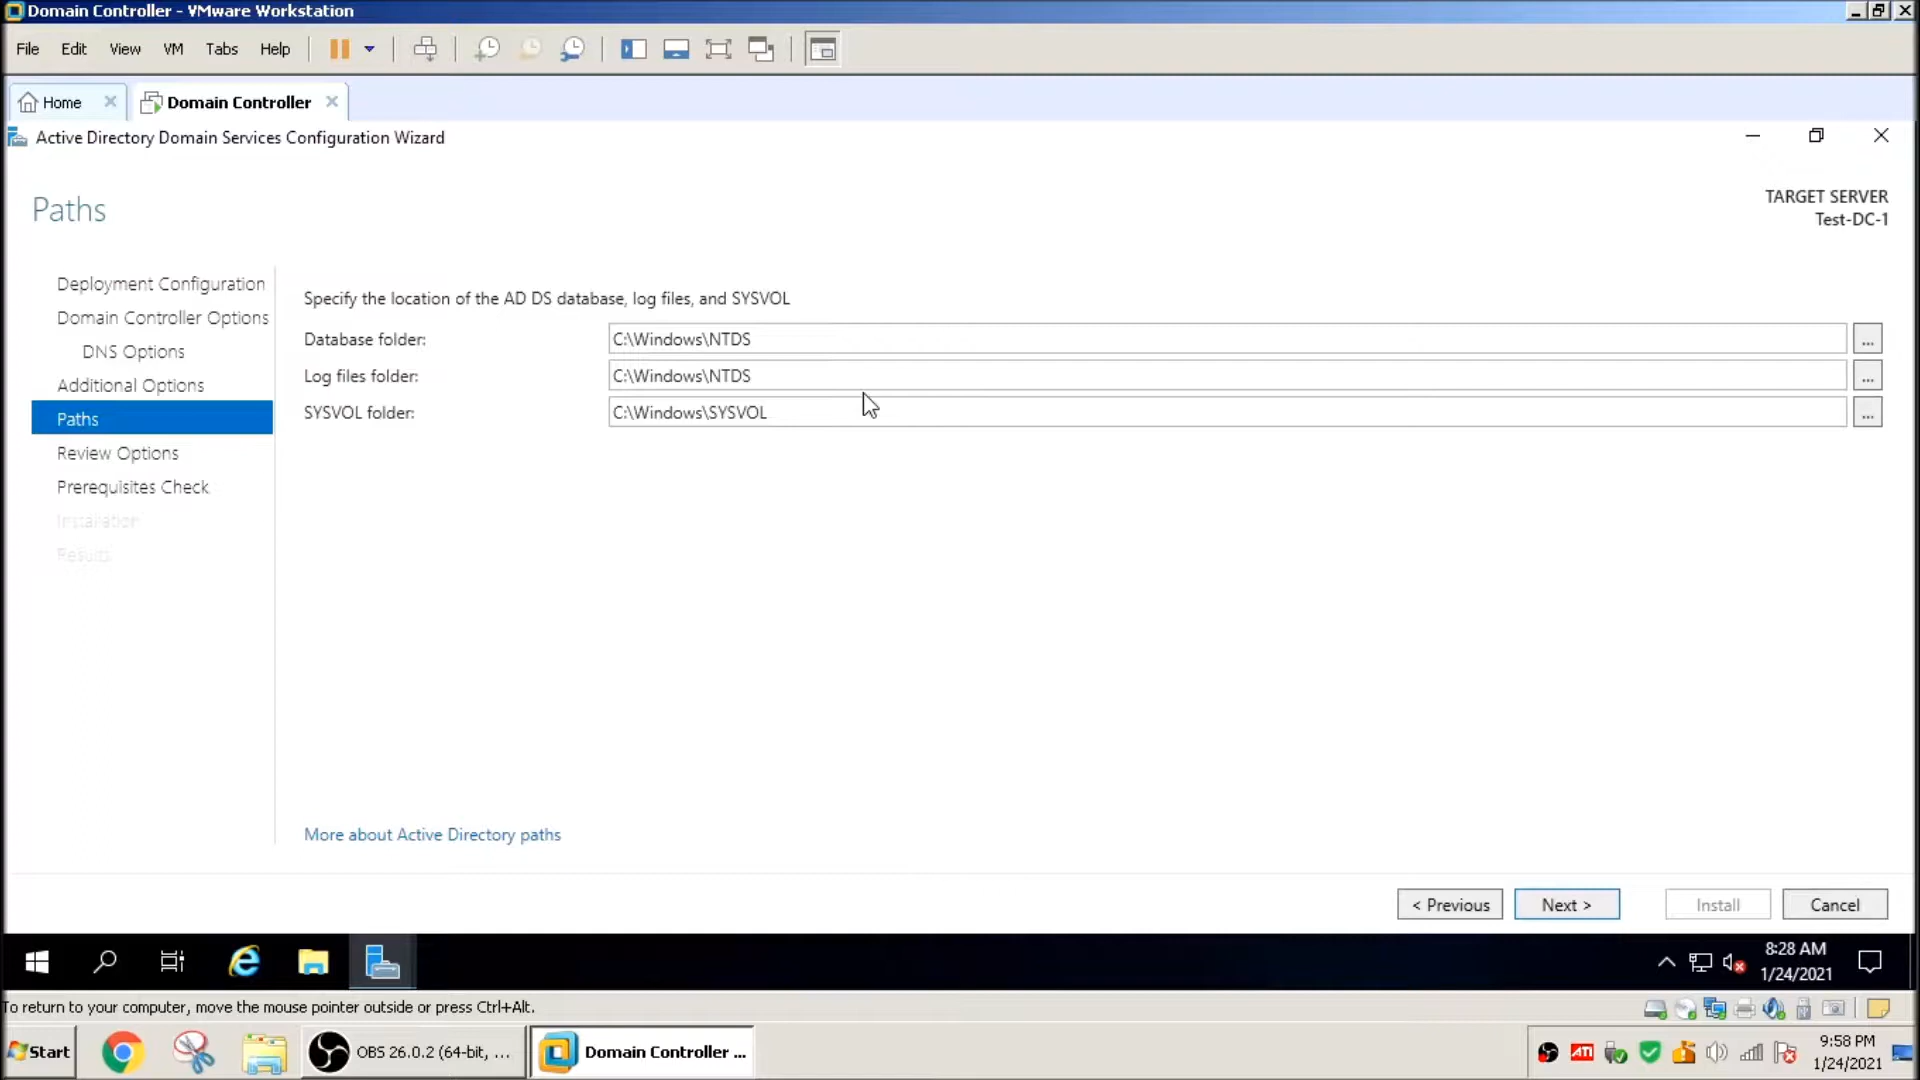 Domain Controller - VMware Workstation
File Edit View VM Tabs Help
Home Domain Controller
Active Directory Domain Services Configuration Wizard
Paths
TARGET SERVER
Test-DC-1
Deployment Configuration
Domain Controller Options
DNS Options
Additional Options
Paths
Review Options
Prerequisites Check
Installation
Results
Specify the location of the AD DS database, log files, and SYSVOL
Database folder: C:\Windows\NTDS ...
Log files folder: C:\Windows\NTDS ...
SYSVOL folder: C:\Windows\SYSVOL ...
More about Active Directory paths
< Previous Next > Install Cancel
8:28 AM
1/24/2021
To return to your computer, move the mouse pointer outside or press Ctrl+Alt.
Start OBS 26.0.2 (64-bit, ... Domain Controller ...
ATI
9:58 PM
1/24/2021